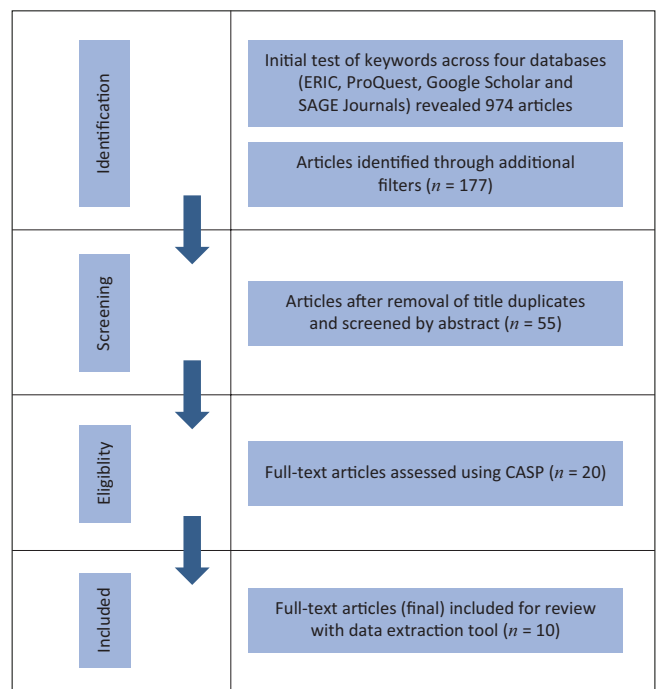 Identification
Initial test of keywords across four databases
(ERIC, ProQuest, Google Scholar and
SAGE Journals) revealed 974 articles
Articles identified through additional
filters (n = 177)
Screening
Articles after removal of title duplicates
and screened by abstract (n = 55)
Eligiblity
Full-text articles assessed using CASP (n = 20)
Included
Full-text articles (final) included for review
with data extraction tool (n = 10)